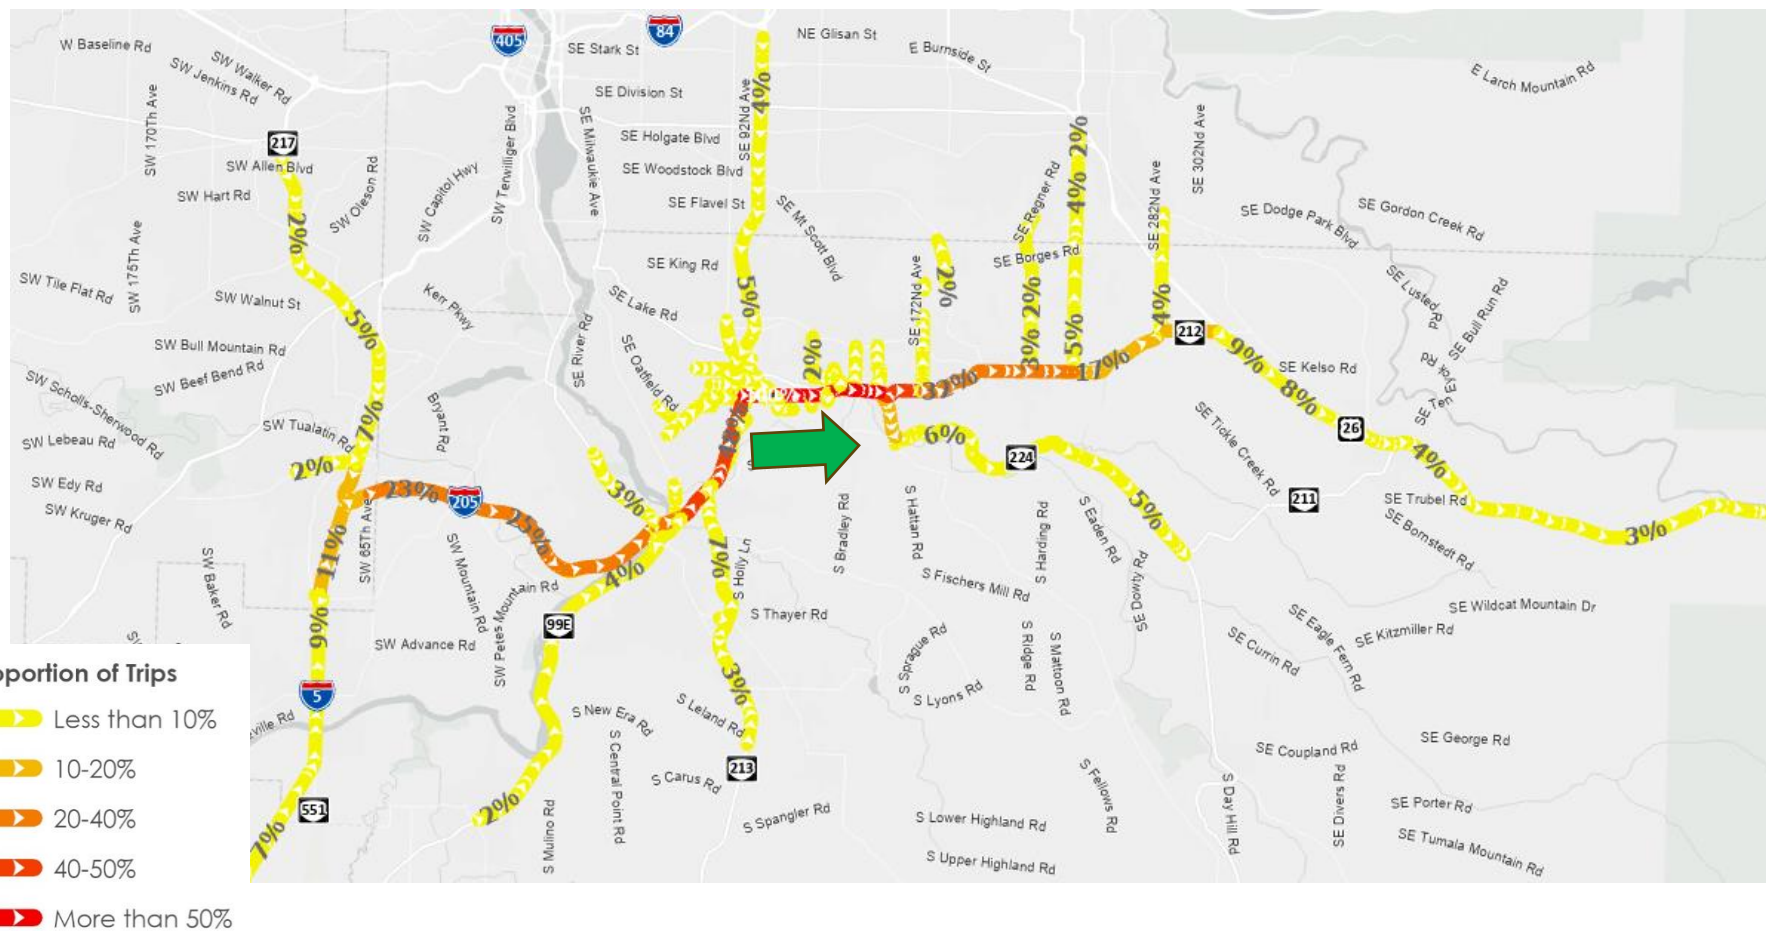 W Baseline Rd
SW Walker Rd
SW Jenkins Rd
SW 170Th Ave
217
SW Allen Blvd
SW Hart Rd
SW Oleson Rd
SW Capitol Hwy
SW Terwilliger Blvd
405
84
SE Stark St
NE Glisan St
E Burnside St
E Larch Mountain Rd
SE Division St
SE 92Nd Ave
4%
SE Milwaukie Ave
SE Holgate Blvd
SE Woodstock Blvd
SE Flavel St
SE Mt Scott Blvd
2%
4%
SE Regner Rd
SE 282Nd Ave
SE 302Nd Ave
SE Dodge Park Blvd
SE Gordon Creek Rd
SW 175Th Ave
2%
SW Tile Flat Rd
SW Walnut St
Kerr Pkwy
SE King Rd
SE Lake Rd
5%
SE 172Nd Ave
2%
SE Borges Rd
SE Lusted Rd
SE Bull Run Rd
5%
SW Bull Mountain Rd
SW Beef Bend Rd
SE River Rd
SE Oatfield Rd
2%
32%
3%
2%
5%
17%
4%
212
9%
SE Kelso Rd
8%
26
SE Ten Eyck Rd
4%
SW Scholls-Sherwood Rd
SW Lebeau Rd
SW Tualatin Rd
7%
2%
Bryant Rd
6%
224
SE Tickle Creek Rd
211
SE Trubel Rd
SE Bornstedt Rd
3%
SW Edy Rd
SW Kruger Rd
23%
205
25%
3%
5%
11%
SW 65Th Ave
SW Baker Rd
SW Mountain Rd
SW Petes Mountain Rd
4%
7%
S Holly Ln
S Bradley Rd
S Hattan Rd
S Harding Rd
S Eaden Rd
SE Dowty Rd
S Fischers Mill Rd
S Thayer Rd
99E
SW Advance Rd
9%
5
S Sprague Rd
S Ridge Rd
S Mattoon Rd
S Lyons Rd
SE Wildcat Mountain Dr
SE Eagle Fern Rd
SE Kitzmiller Rd
SE Currin Rd
S New Era Rd
S Leland Rd
3%
213
S Carus Rd
S Central Point Rd
S Mulino Rd
2%
S Spangler Rd
S Lower Highland Rd
S Upper Highland Rd
S Fellows Rd
S Day Hill Rd
SE Coupland Rd
SE Divers Rd
SE George Rd
SE Porter Rd
SE Tumala Mountain Rd
ville Rd
551
7%
oportion of Trips
Less than 10%
10-20%
20-40%
40-50%
More than 50%